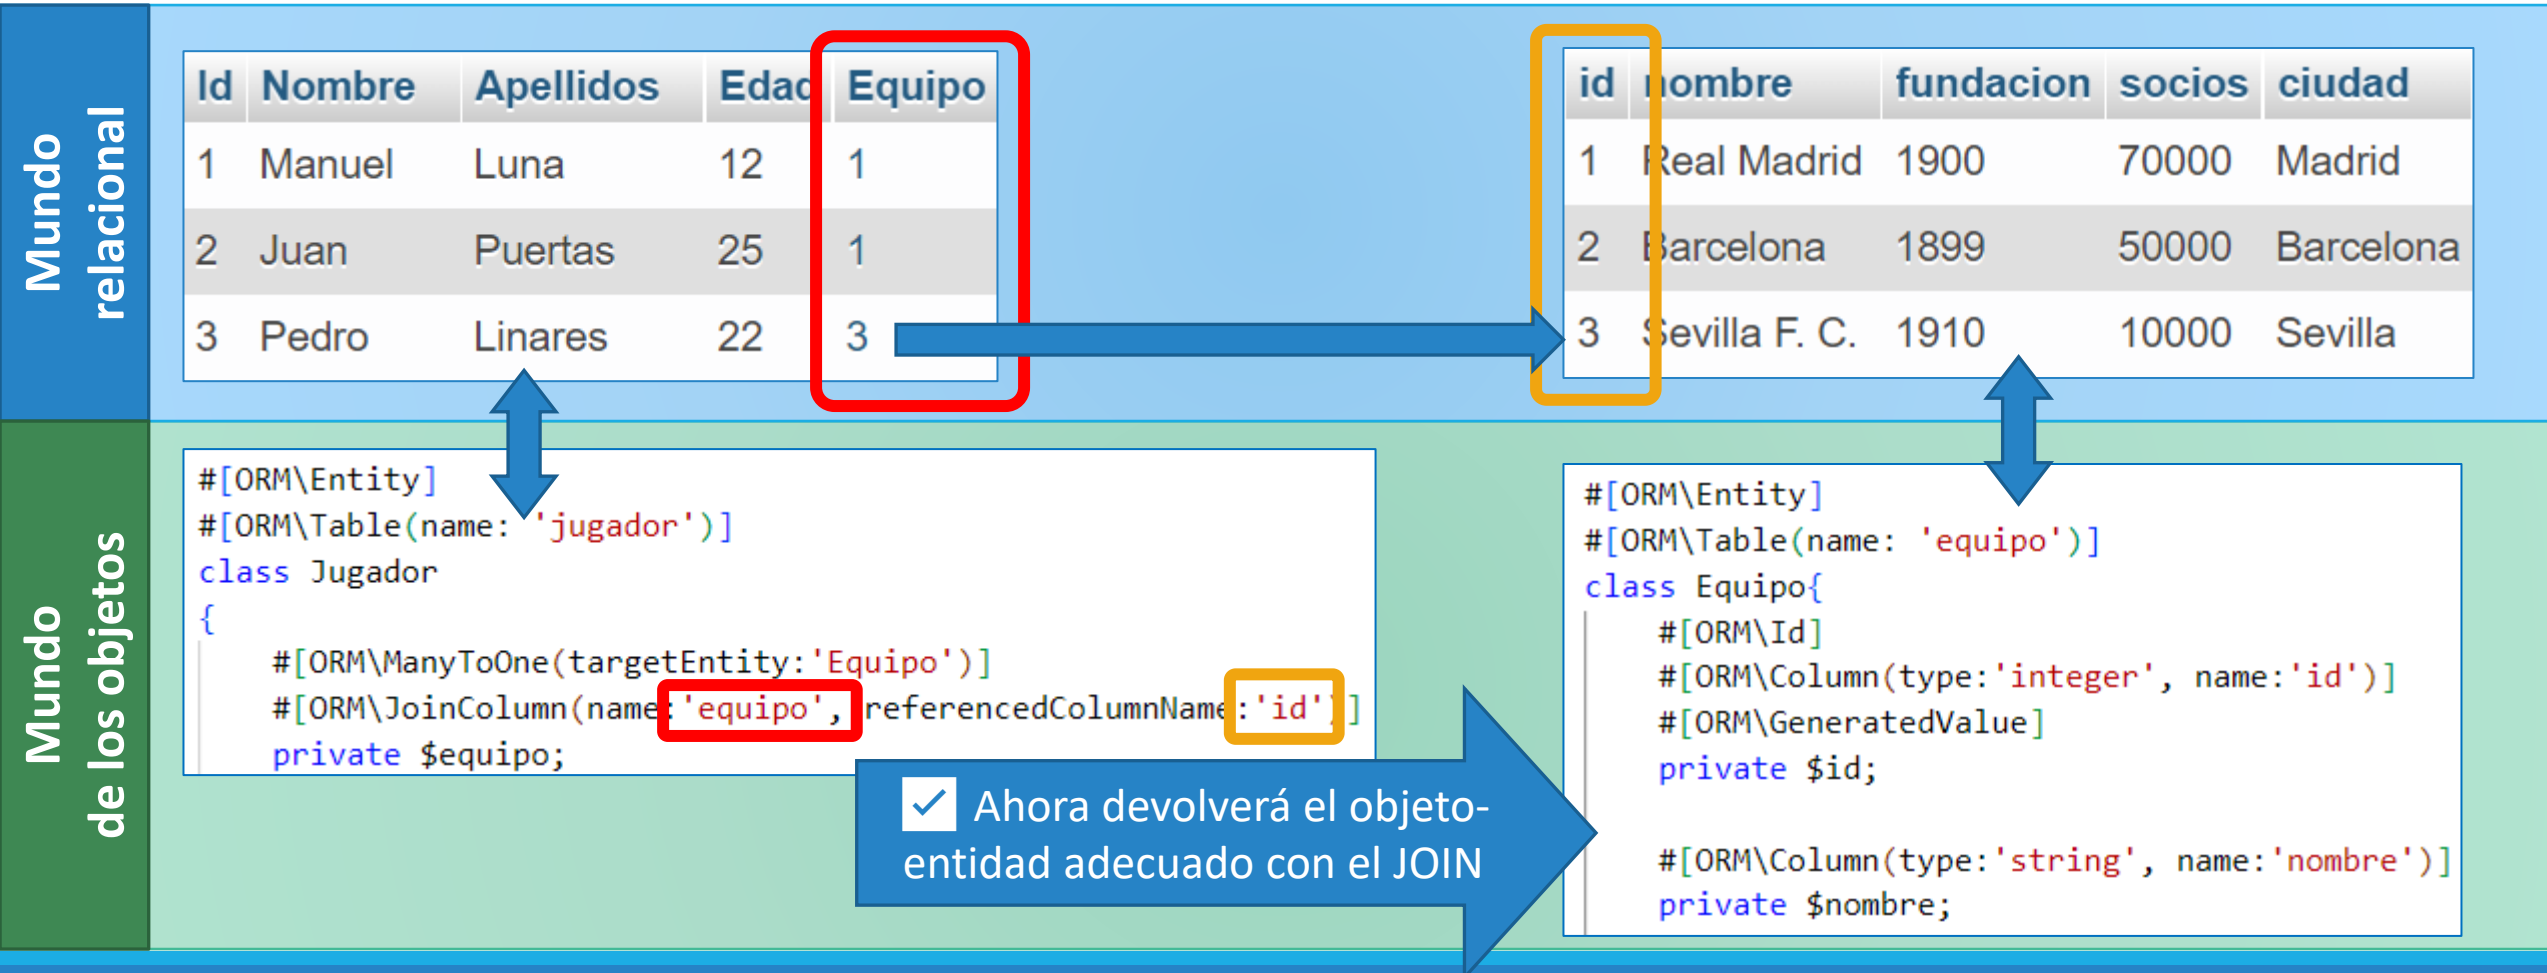 Mundo
relacional
Id Nombre Apellidos Edad Equipo
1 Manuel Luna 12 1
2 Juan Puertas 25 1
3 Pedro Linares 22 3
id nombre fundacion socios ciudad
1 Real Madrid 1900 70000 Madrid
2 Barcelona 1899 50000 Barcelona
3 Sevilla F. C. 1910 10000 Sevilla
Mundo
de los objetos
#[ORM\Entity]
#[ORM\Table(name: 'jugador')]
class Jugador
{
#[ORM\ManyToOne(targetEntity:'Equipo')]
#[ORM\JoinColumn(name:'equipo', referencedColumnName:'id')]
private $equipo;
Ahora devolverá el objeto-
entidad adecuado con el JOIN
#[ORM\Entity]
#[ORM\Table(name: 'equipo')]
class Equipo{
#[ORM\Id]
#[ORM\Column(type:'integer', name:'id')]
#[ORM\GeneratedValue]
private $id;
#[ORM\Column(type:'string', name:'nombre')]
private $nombre;